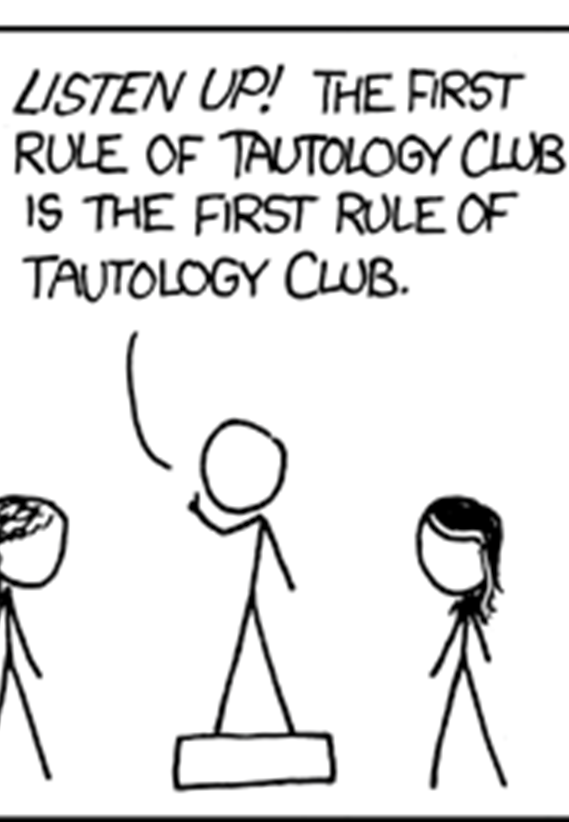 LISTEN UP! THE FIRST
RULE OF TAUTOLOGY CLUB
IS THE FIRST RULE OF
TAUTOLOGY CLUB.